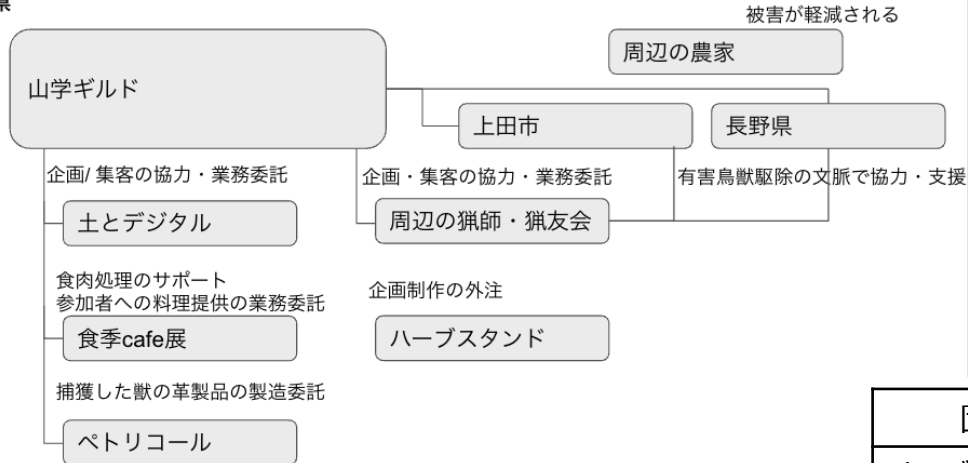 県
被害が軽減される
周辺の農家
山学ギルド
上田市
長野県
企画/ 集客の協力・業務委託
企画・集客の協力・業務委託
有害鳥獣駆除の文脈で協力・支援
土とデジタル
周辺の猟師・猟友会
食肉処理のサポート
参加者への料理提供の業務委託
企画制作の外注
食季cafe展
ハーブスタンド
捕獲した獣の革製品の製造委託
ペトリコール